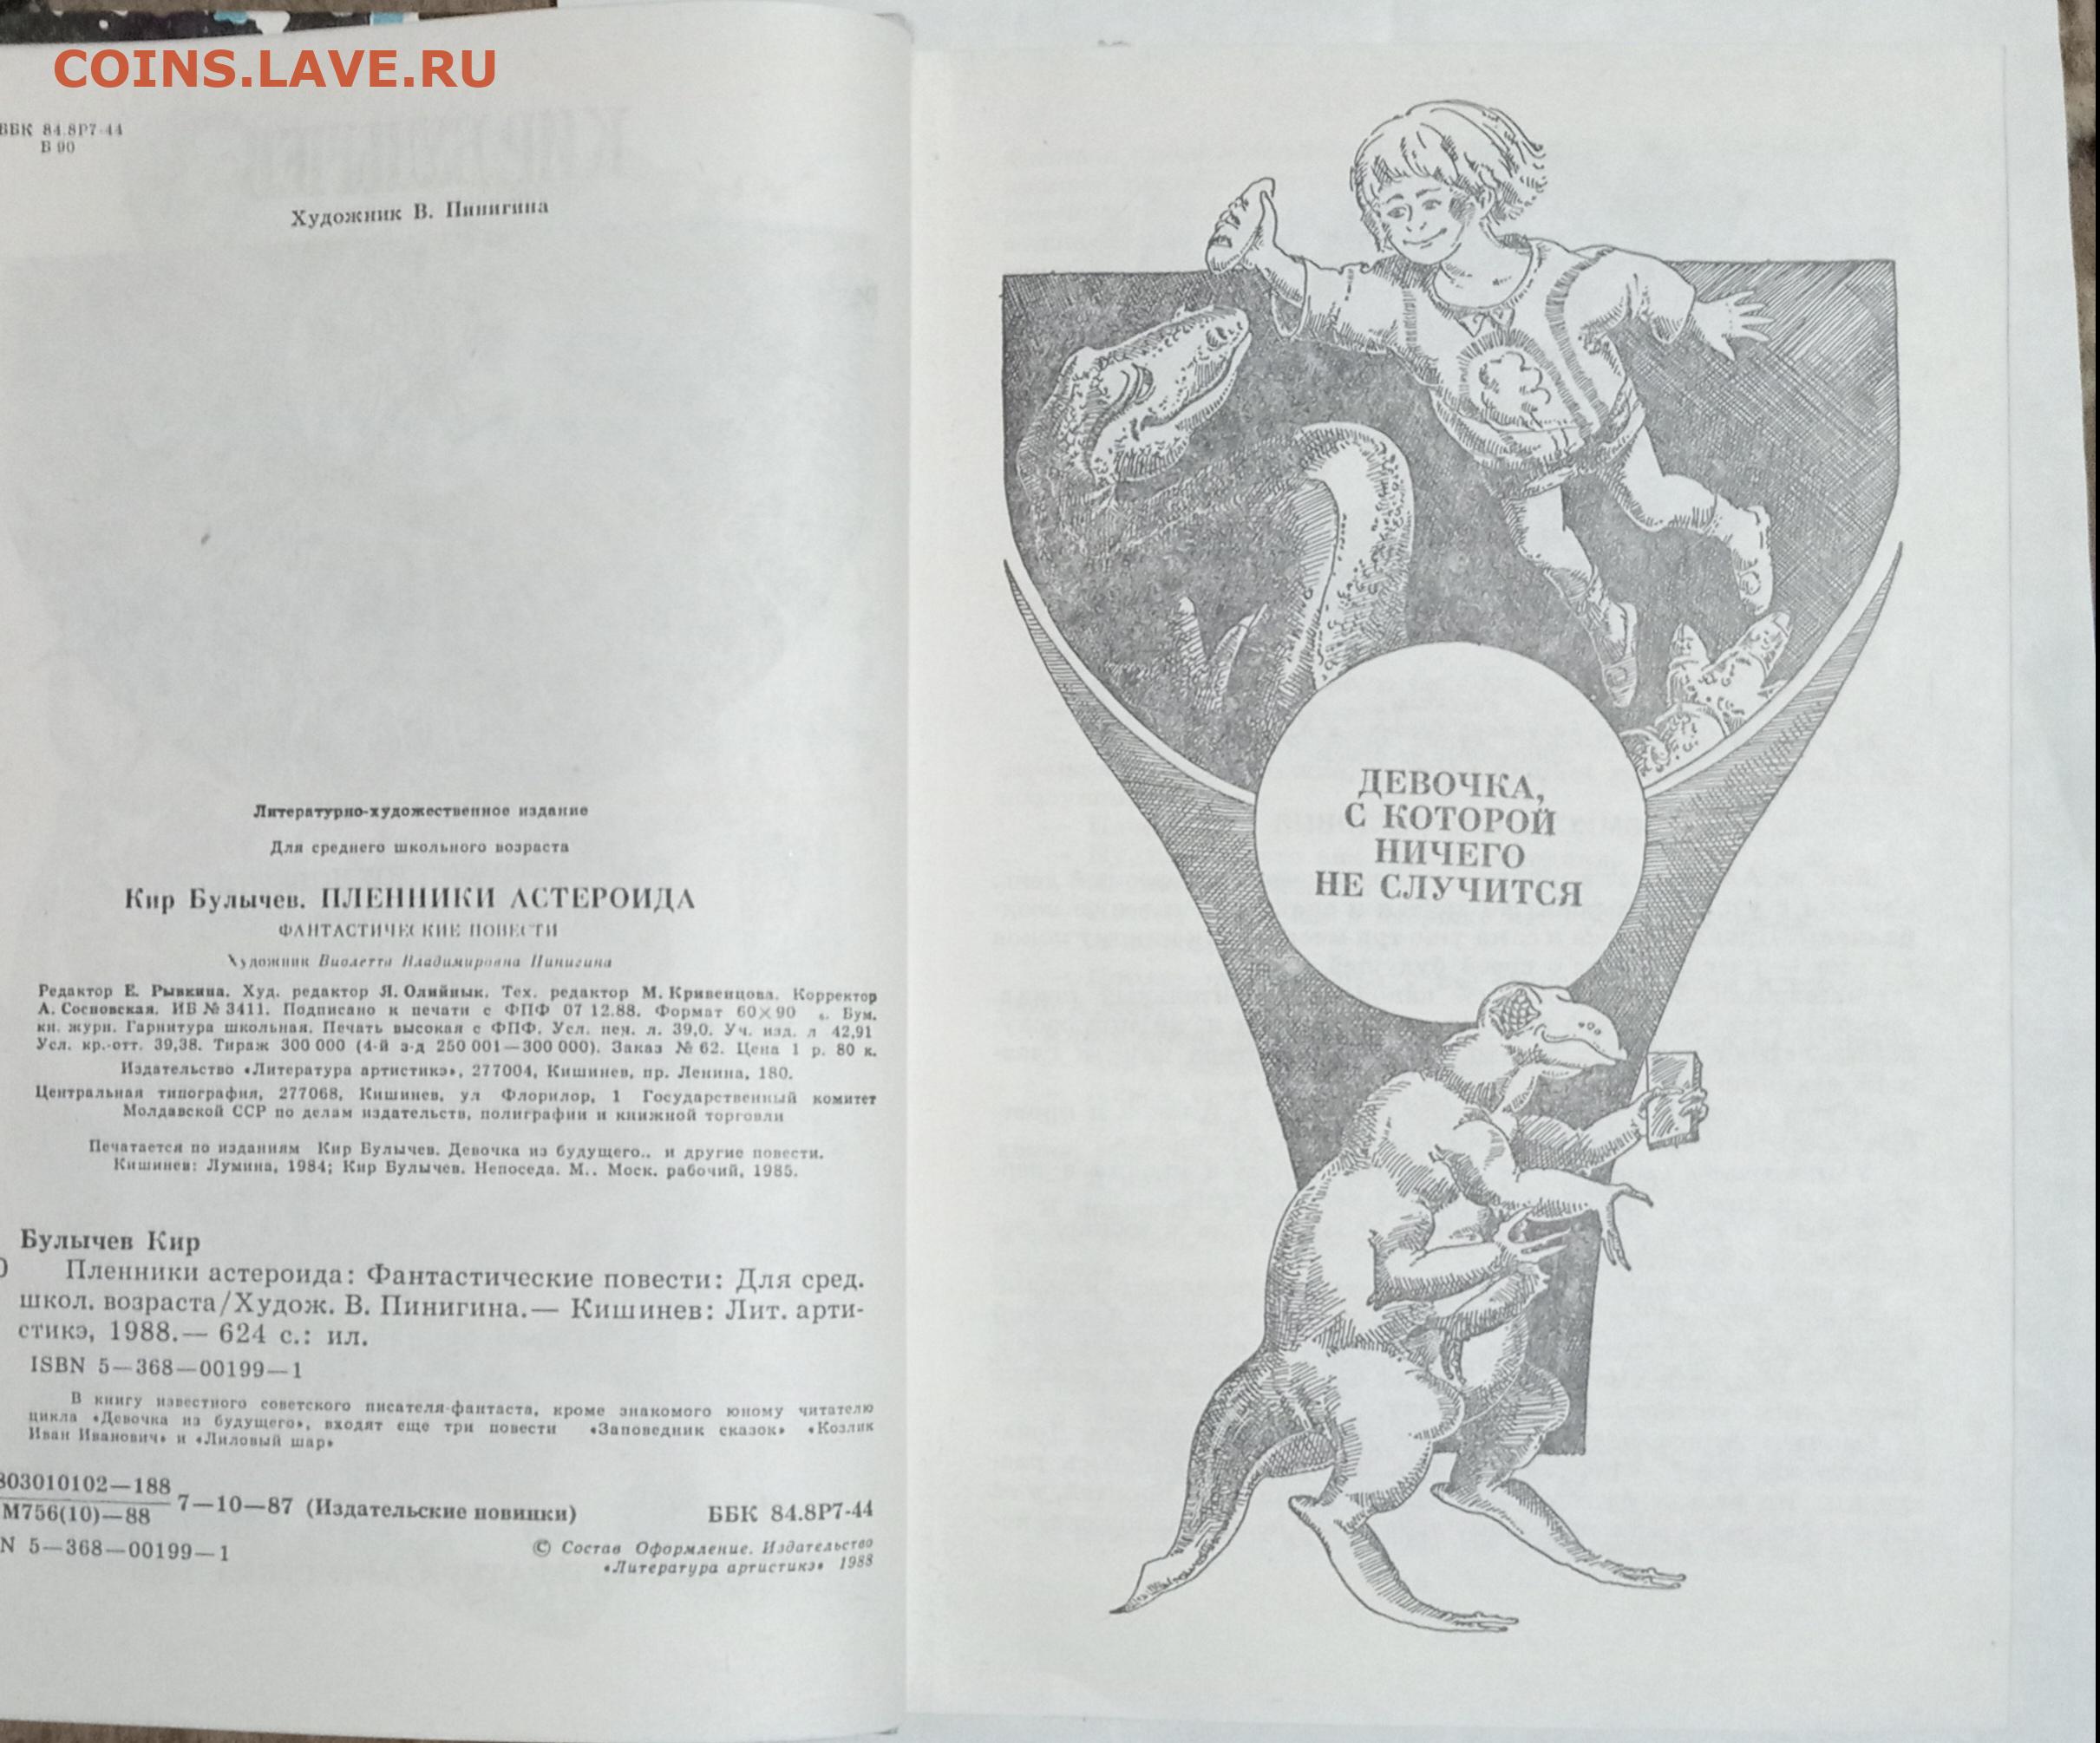 COINS.LAVE.RU
ББК 84.8Р7-44
Б 90
Художник В. Пинигина
Литературно-художественное издание
Для среднего школьного возраста
Кир Булычев. ПЛЕННИКИ АСТЕРОИДА
ФАНТАСТИЧЕСКИЕ ПОВЕСТИ
Художник Виолетта Владимировна Пинигина
Редактор Е. Рывкина. Худ. редактор Я. Олийнык. Тех. редактор М. Кривенцова. Корректор
А. Сосновская. ИБ № 3411. Подписано к печати с ФПФ 07 12.88. Формат 60×90 Бум.
кн. журн. Гарнитура школьная. Печать высокая с ФПФ. Усл. печ. л. 39,0. Уч. изд. л 42,91
Усл. кр.-отт. 39,38. Тираж 300 000 (4-й з-д 250 001—300 000). Заказ № 62. Цена 1 р. 80 к.
Издательство «Литература артистикэ», 277004, Кишинев, пр. Ленина, 180.
Центральная типография, 277068, Кишинев, ул Флорилор, 1 Государственный комитет
Молдавской ССР по делам издательств, полиграфии и книжной торговли
Печатается по изданиям Кир Булычев. Девочка из будущего.. и другие повести.
Кишинев: Лумина, 1984; Кир Булычев. Непоседа. М.. Моск. рабочий, 1985.
Булычев Кир
Пленники астероида: Фантастические повести: Для сред.
школ. возраста/Худож. В. Пинигина.— Кишинев: Лит. арти-
стикэ, 1988.— 624 с.: ил.
ISBN 5—368—00199—1
В книгу известного советского писателя-фантаста, кроме знакомого юному читателю
цикла «Девочка из будущего», входят еще три повести «Заповедник сказок» «Козлик
Иван Иванович» и «Лиловый шар»
803010102—188
М756(10)—88
7—10—87 (Издательские новинки)
ББК 84.8Р7-44
N 5—368—00199—1
© Состав Оформление. Издательство
«Литература артистикэ» 1988
ДЕВОЧКА,
С КОТОРОЙ
НИЧЕГО
НЕ СЛУЧИТСЯ